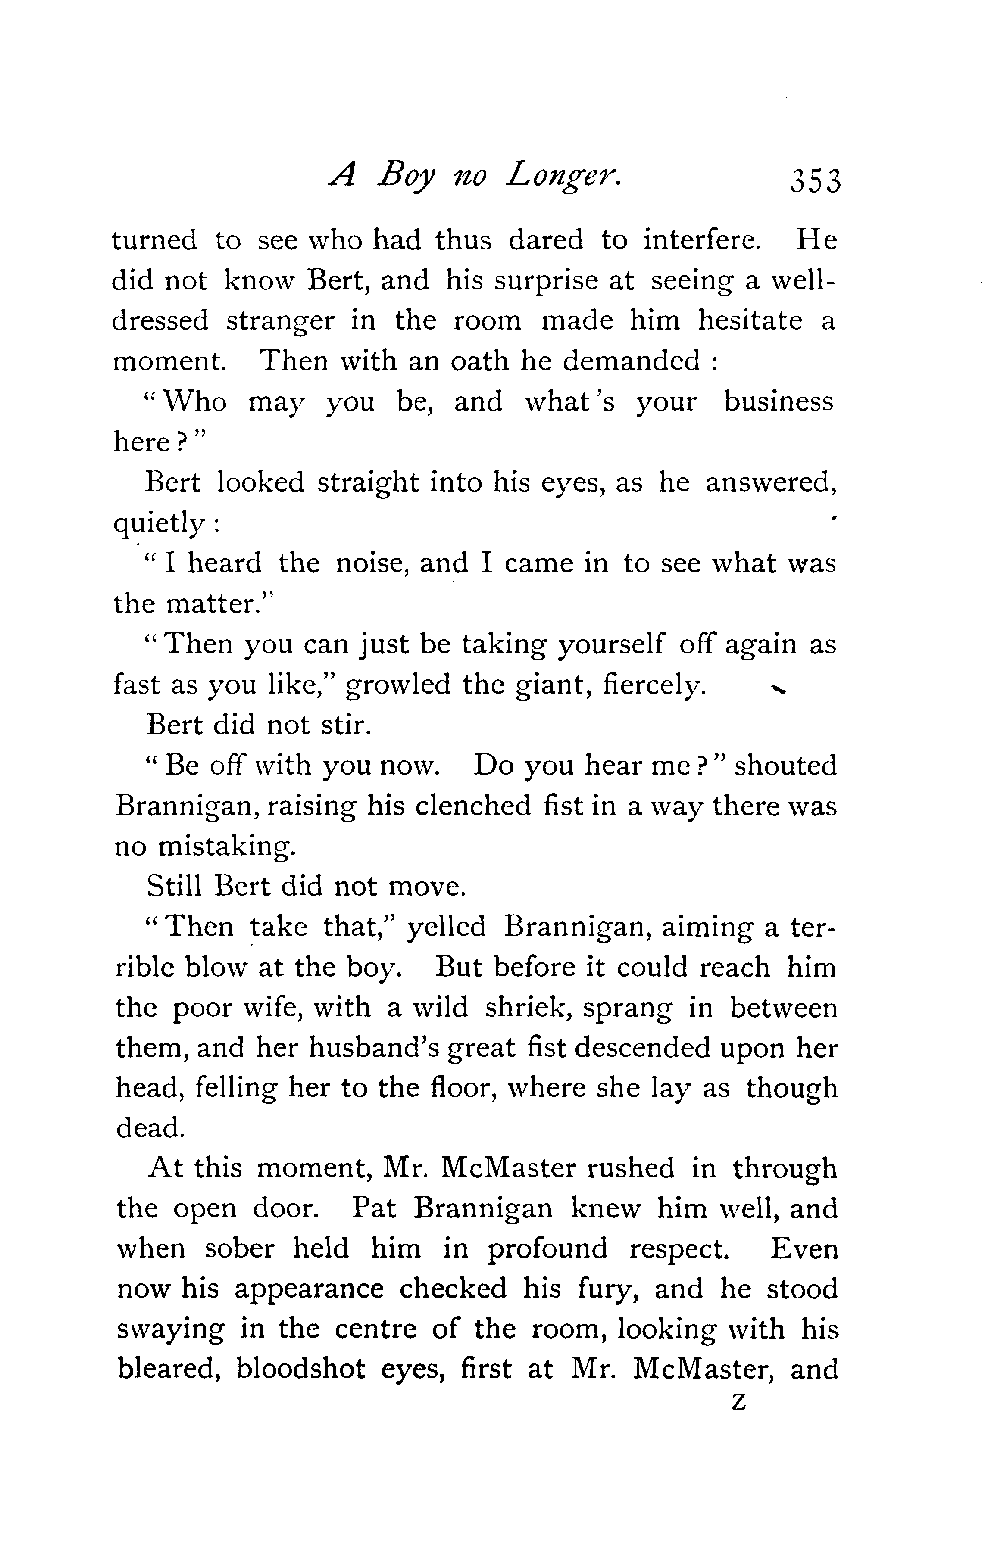 A Boy no Longer. 353
turned to see who had thus dared to interfere. He
did not know Bert, and his surprise at seeing a well-
dressed stranger in the room made him hesitate a
moment. Then with an oath he demanded :
“ Who may you be, and what 's your business
here ? ”
Bert looked straight into his eyes, as he answered,
quietly :
“ I heard the noise, and I came in to see what was
the matter.”
“ Then you can just be taking yourself off again as
fast as you like,” growled the giant, fiercely.
Bert did not stir.
“ Be off with you now. Do you hear me ? ” shouted
Brannigan, raising his clenched fist in a way there was
no mistaking.
Still Bert did not move.
“ Then take that,” yelled Brannigan, aiming a ter-
rible blow at the boy. But before it could reach him
the poor wife, with a wild shriek, sprang in between
them, and her husband’s great fist descended upon her
head, felling her to the floor, where she lay as though
dead.
At this moment, Mr. McMaster rushed in through
the open door. Pat Brannigan knew him well, and
when sober held him in profound respect. Even
now his appearance checked his fury, and he stood
swaying in the centre of the room, looking with his
bleared, bloodshot eyes, first at Mr. McMaster, and
Z